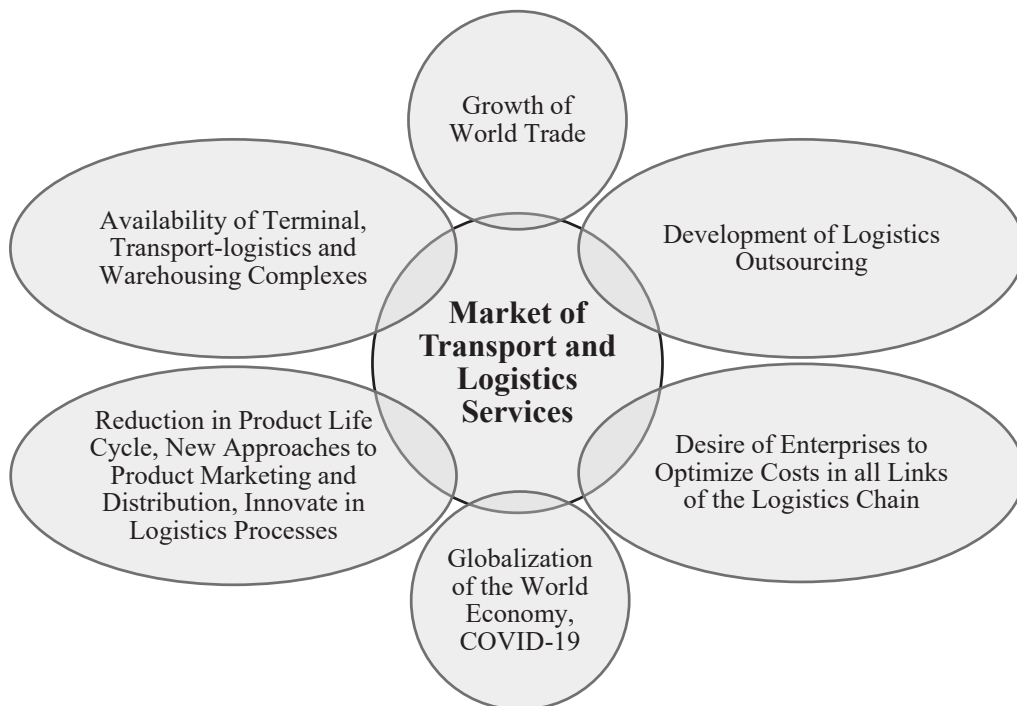 Growth of
World Trade
Availability of Terminal,
Transport-logistics and
Warehousing Complexes
Development of Logistics
Outsourcing
Market of
Transport and
Logistics
Services
Reduction in Product Life
Cycle, New Approaches to
Product Marketing and
Distribution, Innovate in
Logistics Processes
Desire of Enterprises to
Optimize Costs in all Links
of the Logistics Chain
Globalization
of the World
Economy,
COVID-19